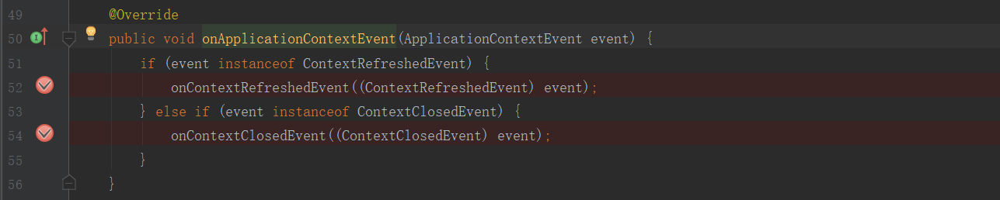 49 @Override
50 public void onApplicationContextEvent(ApplicationContextEvent event) {
51 if (event instanceof ContextRefreshedEvent) {
52 onContextRefreshedEvent((ContextRefreshedEvent) event);
53 } else if (event instanceof ContextClosedEvent) {
54 onContextClosedEvent((ContextClosedEvent) event);
55 }
56 }